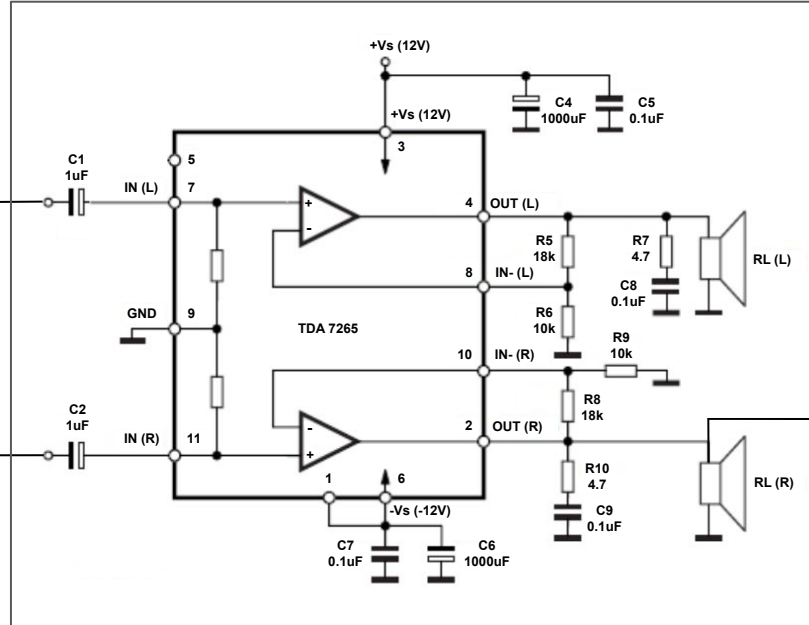 +Vs (12V)
C4
1000uF
C5
0.1uF
+Vs (12V)
3
5
C1
1uF
IN (L)
7
+
-
4
OUT (L)
R5
18k
R7
4.7
RL (L)
8
IN- (L)
C8
0.1uF
GND
9
TDA 7265
R6
10k
R9
10k
10
IN- (R)
R8
18k
C2
1uF
IN (R)
11
-
+
2
OUT (R)
R10
4.7
RL (R)
1
6
-Vs (-12V)
C9
0.1uF
C7
0.1uF
C6
1000uF